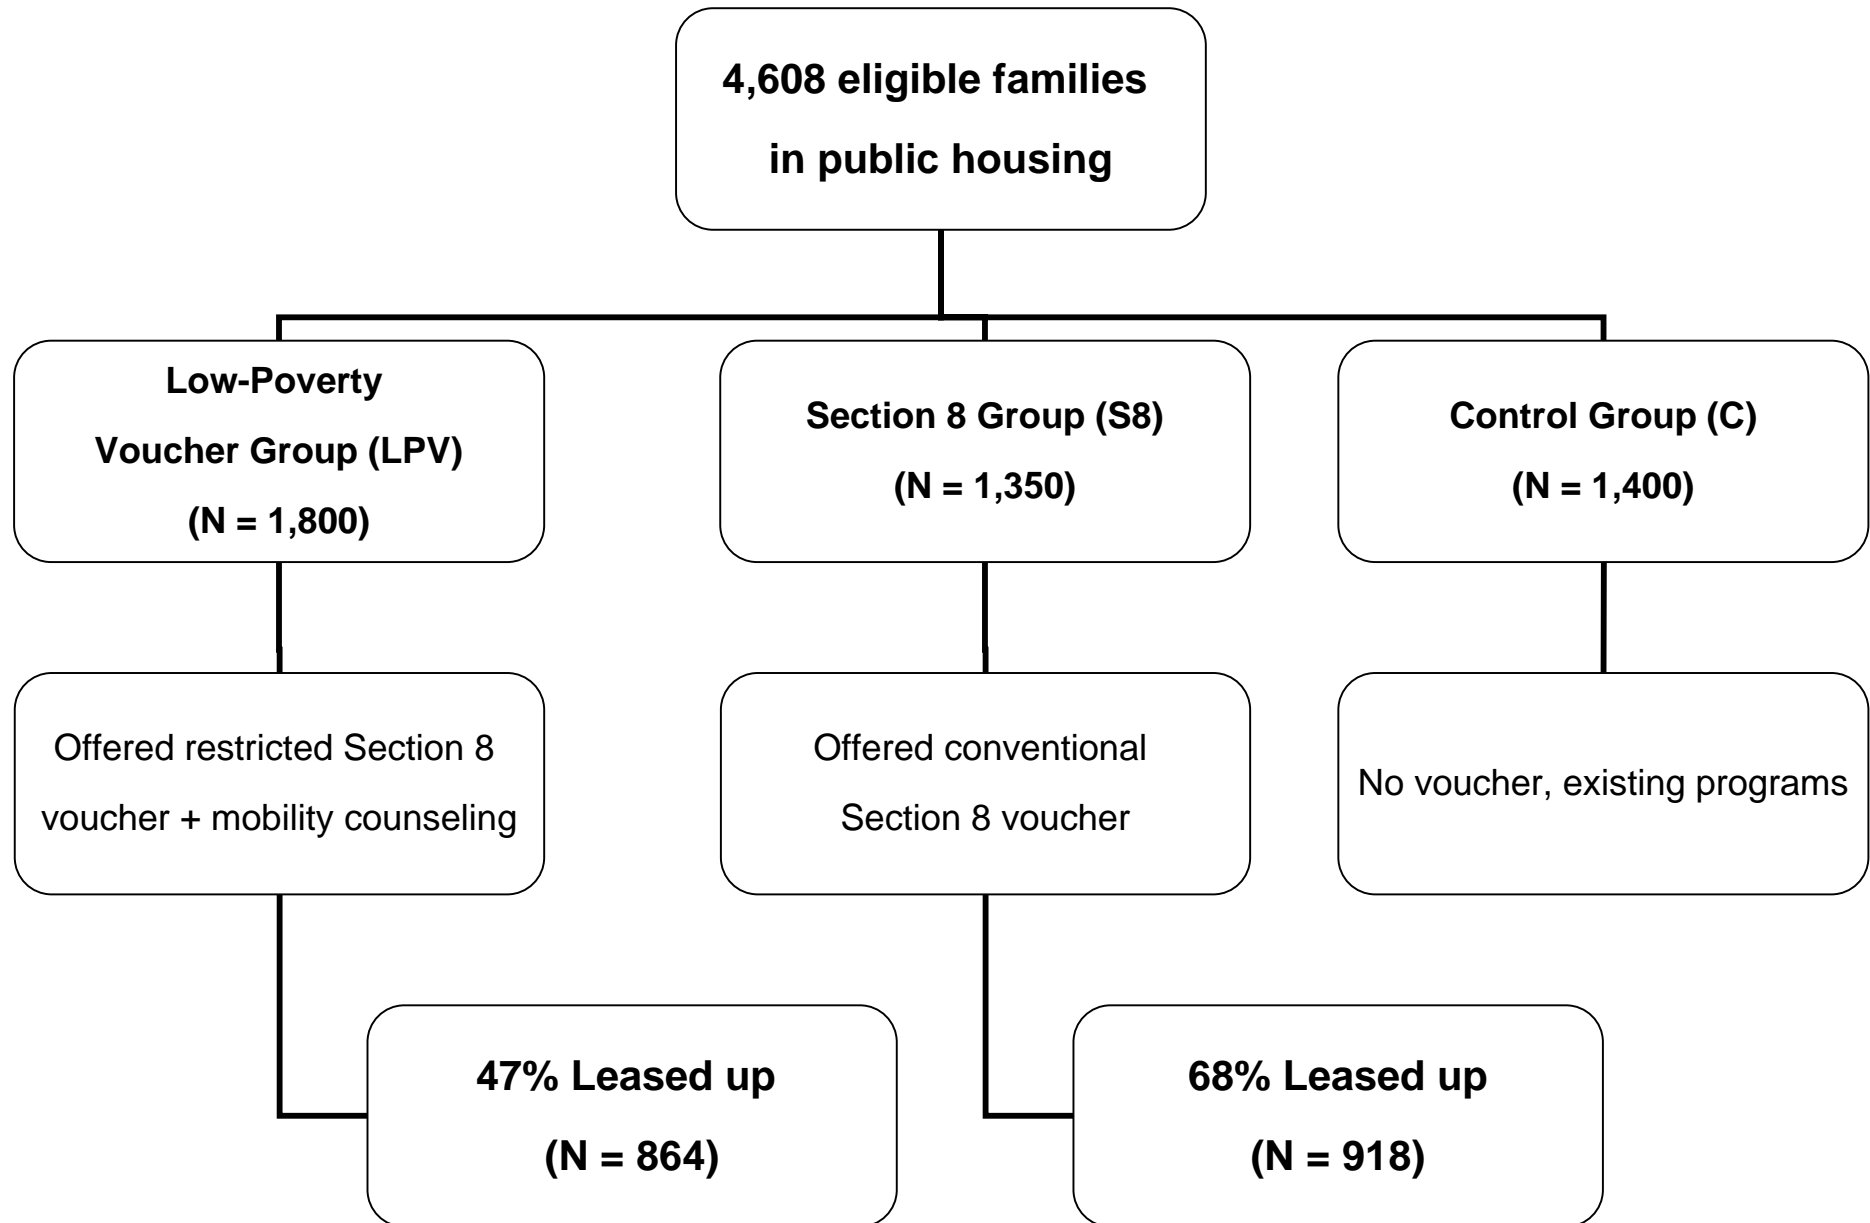 4,608 eligible families
in public housing
Low-Poverty
Voucher Group (LPV)
(N = 1,800)
Section 8 Group (S8)
(N = 1,350)
Control Group (C)
(N = 1,400)
Offered restricted Section 8
voucher + mobility counseling
Offered conventional
Section 8 voucher
No voucher, existing programs
47% Leased up
(N = 864)
68% Leased up
(N = 918)